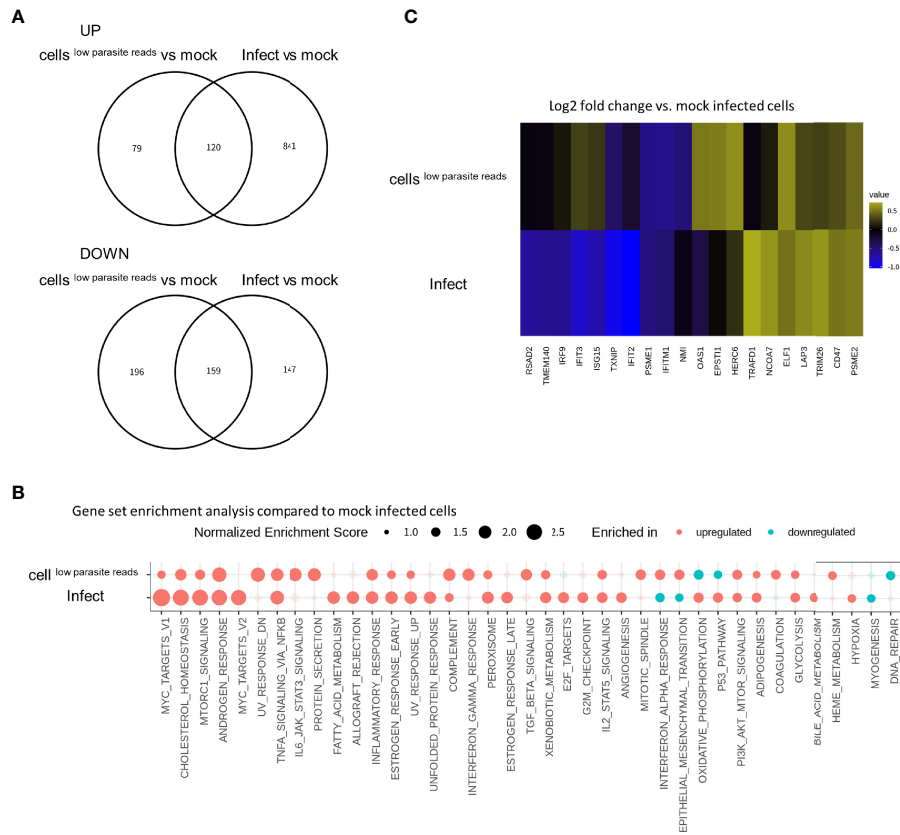 A
UP
cells low parasite reads vs mock
Infect vs mock
79
120
841
DOWN
cells low parasite reads vs mock
Infect vs mock
196
159
147
C
Log2 fold change vs. mock infected cells
cells low parasite reads
Infect
value
0.5
0.0
-0.5
-1.0
RSAD2
TMEM140
IRF9
IFIT3
ISG15
TXNIP
IFIT2
PSME1
IFITM1
NMI
OAS1
EPSTI1
HERC6
TRAFD1
NCOA7
ELF1
LAP3
TRIM26
CD47
PSME2
B
Gene set enrichment analysis compared to mock infected cells
Normalized Enrichment Score 1.0 1.5 2.0 2.5 Enriched in upregulated downregulated
cell low parasite reads
Infect
MYC_TARGETS_V1
CHOLESTEROL_HOMEOSTASIS
MTORC1_SIGNALING
ANDROGEN_RESPONSE
MYC_TARGETS_V2
UV_RESPONSE_DN
TNFA_SIGNALING_VIA_NFKB
IL6_JAK_STAT3_SIGNALING
PROTEIN_SECRETION
FATTY_ACID_METABOLISM
ALLOGRAFT_REJECTION
INFLAMMATORY_RESPONSE
ESTROGEN_RESPONSE_EARLY
UV_RESPONSE_UP
UNFOLDED_PROTEIN_RESPONSE
COMPLEMENT
INTERFERON_GAMMA_RESPONSE
PEROXISOME
ESTROGEN_RESPONSE_LATE
TGF_BETA_SIGNALING
XENOBIOTIC_METABOLISM
E2F_TARGETS
G2M_CHECKPOINT
IL2_STAT5_SIGNALING
ANGIOGENESIS
MITOTIC_SPINDLE
INTERFERON_ALPHA_RESPONSE
EPITHELIAL_MESENCHYMAL_TRANSITION
OXIDATIVE_PHOSPHORYLATION
P53_PATHWAY
PI3K_AKT_MTOR_SIGNALING
ADIPOGENESIS
COAGULATION
GLYCOLYSIS
BILE_ACID_METABOLISM
HEME_METABOLISM
HYPOXIA
MYOGENESIS
DNA_REPAIR